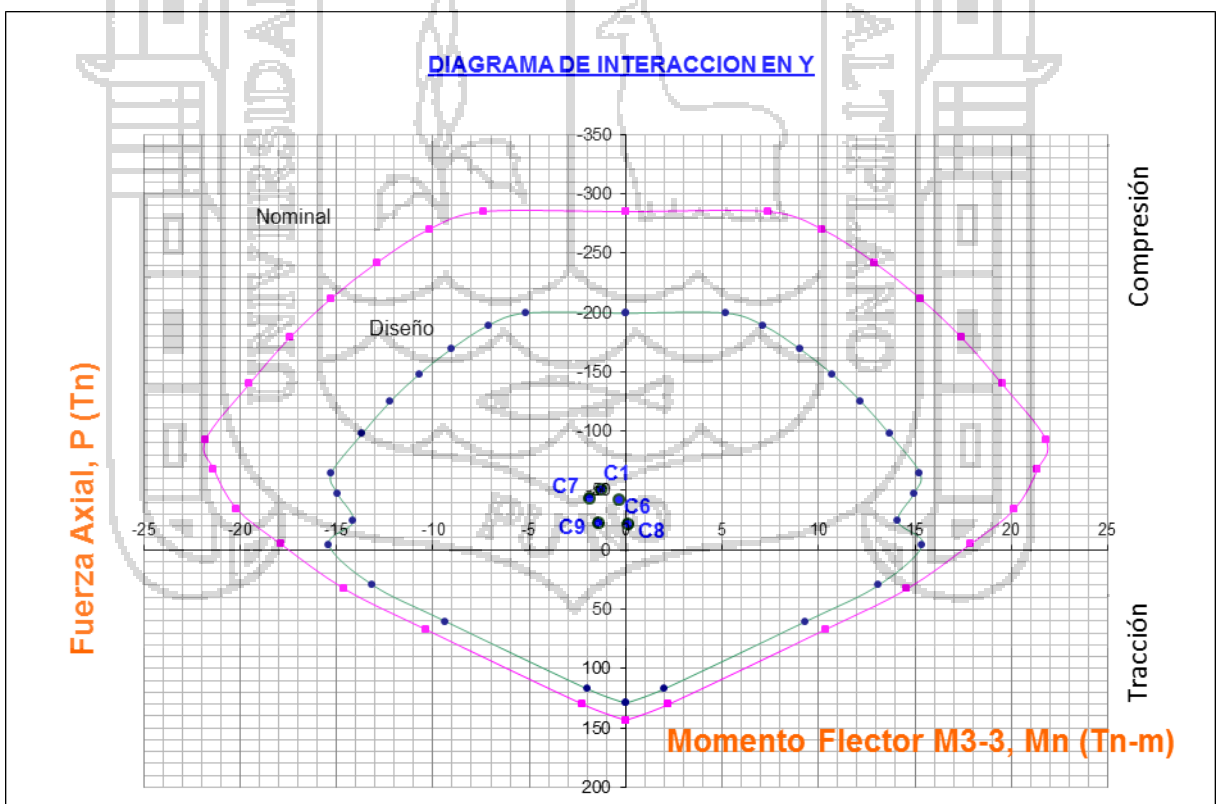 UNIVERSIDA
ALTIPLANO
DIAGRAMA DE INTERACCION EN Y
Nominal
Diseño
Compresión
Tracción
Fuerza Axial, P (Tn)
Momento Flector M3-3, Mn (Tn-m)
-350
-300
-250
-200
-150
-100
C1
C7
C6
C9
C8
-25 -20 -15 -10 -5 0 5 10 15 20 25
50
100
150
200